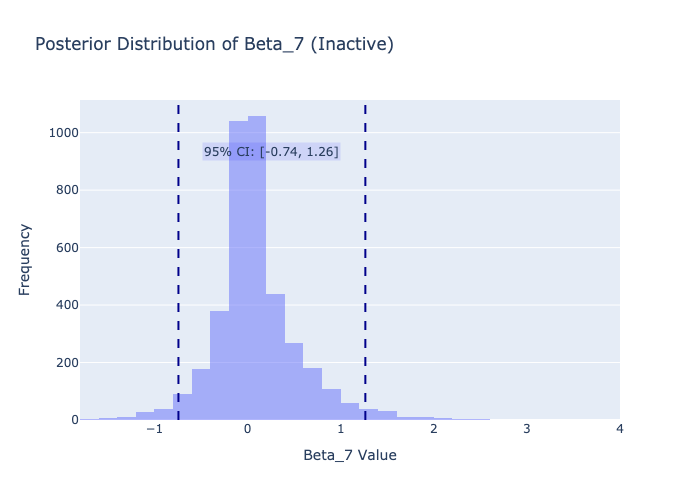 Posterior Distribution of Beta_7 (Inactive)
1000
95% CI: [-0.74, 1.26]
800
600
400
200
0
Frequency
−1 0 1 2 3 4
Beta_7 Value